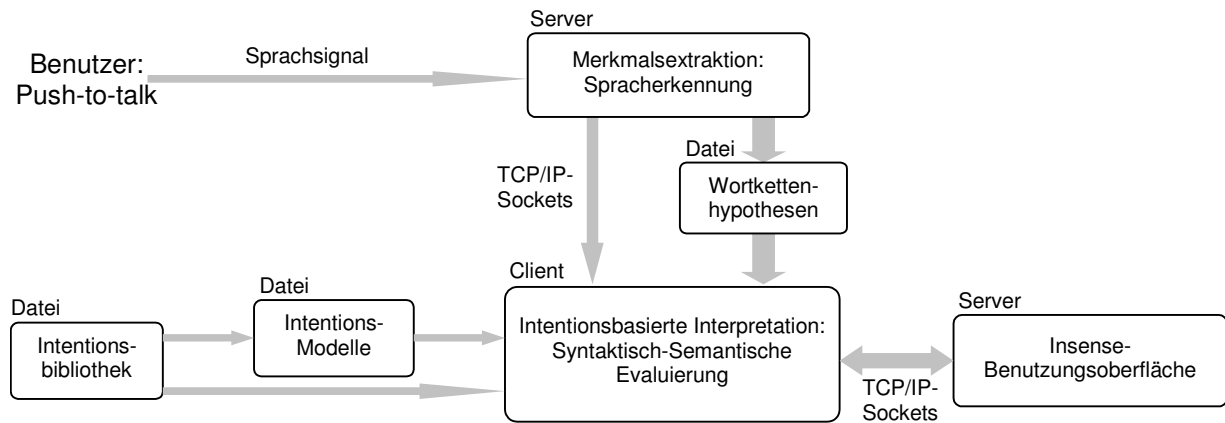 Server
Benutzer:
Push-to-talk
Sprachsignal
Merkmalsextraktion:
Spracherkennung
TCP/IP-
Sockets
Datei
Wortketten-
hypothesen
Client
Intentionsbasierte Interpretation:
Syntaktisch-Semantische
Evaluierung
Datei
Intentions-
bibliothek
Datei
Intentions-
Modelle
TCP/IP-
Sockets
Server
Insense-
Benutzungsoberfläche